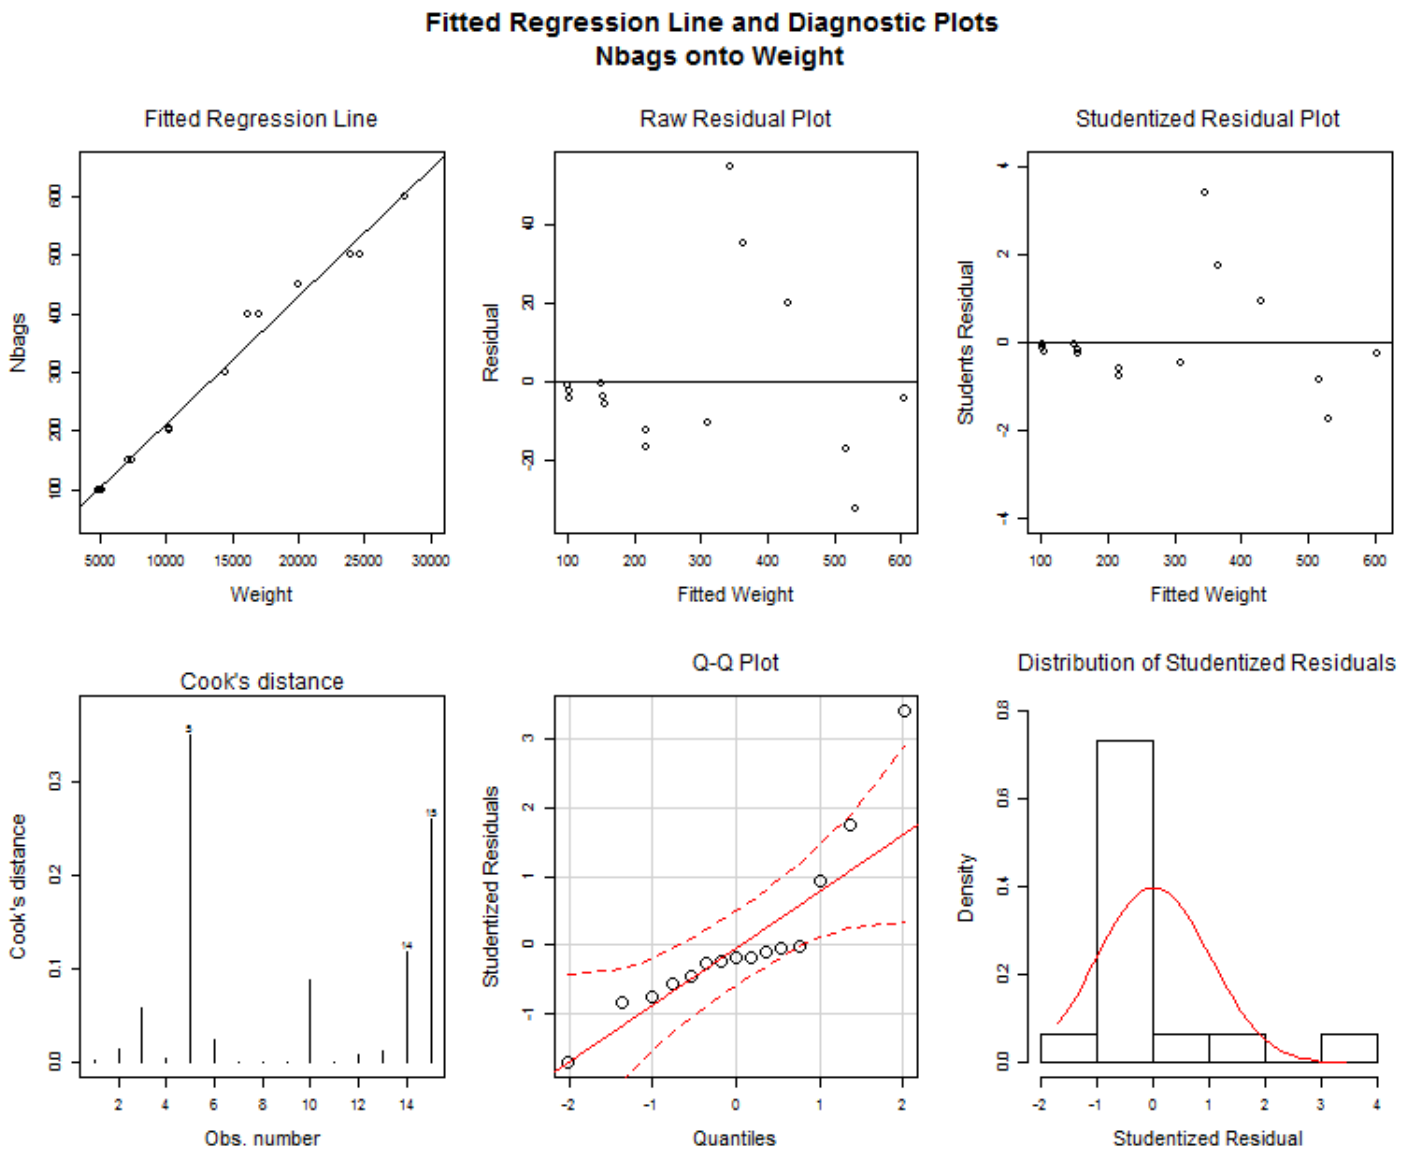 Fitted Regression Line and Diagnostic Plots
Nbags onto Weight
Fitted Regression Line
Nbags
600
500
400
300
200
100
5000 10000 15000 20000 25000 30000
Weight
Raw Residual Plot
Residual
40
20
0
-20
100 200 300 400 500 600
Fitted Weight
Studentized Residual Plot
Students Residual
4
2
0
-2
-4
100 200 300 400 500 600
Fitted Weight
Cook's distance
Cook's distance
0.3
0.2
0.1
0.0
5
15
14
2 4 6 8 10 12 14
Obs. number
Q-Q Plot
Studentized Residuals
3
2
1
0
-1
-2 -1 0 1 2
Quantiles
Distribution of Studentized Residuals
Density
0.8
0.6
0.4
0.2
0.0
-2 -1 0 1 2 3 4
Studentized Residual